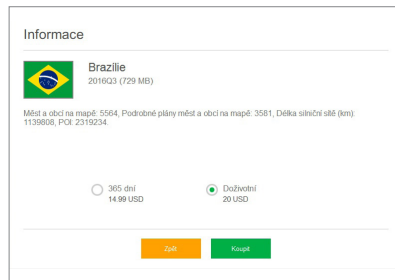 Informace
Brazílie
2016Q3 (729 MB)
Měst a obcí na mapě: 5564, Podrobné plány měst a obcí na mapě: 3581, Délka silniční sítě (km):
1139808, POI: 2319234.
365 dní
14.99 USD
Doživotní
20 USD
Zpět
Koupit